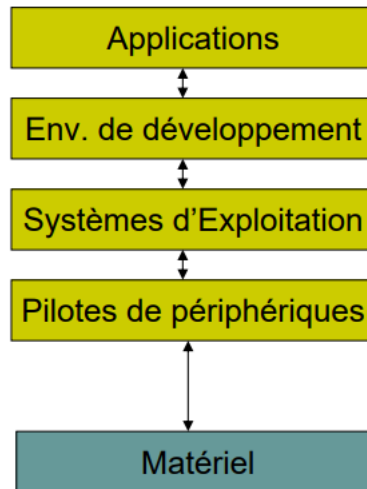 Applications
Env. de développement
Systèmes d'Exploitation
Pilotes de périphériques
Matériel